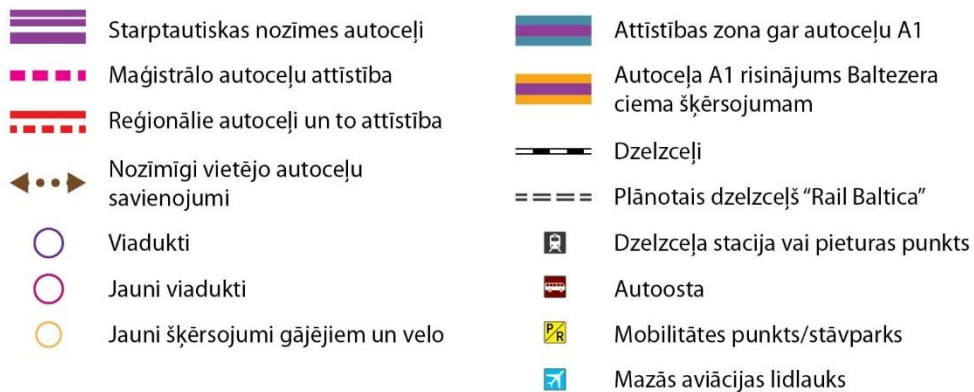 Starptautiskas nozīmes autoceļi
Maģistrālo autoceļu attīstība
Reģionālie autoceļi un to attīstība
Nozīmīgi vietējo autoceļu
savienojumi
Viadukti
Jauni viadukti
Jauni šķērsojumi gājējiem un velo
Attīstības zona gar autoceļu A1
Autoceļa A1 risinājums Baltezera
ciema šķērsojumam
Dzelzceļi
Plānotais dzelzceļš “Rail Baltica”
Dzelzceļa stacija vai pieturas punkts
Autoosta
P/R
Mobilitātes punkts/stāvparks
Mazās aviācijas lidlauks